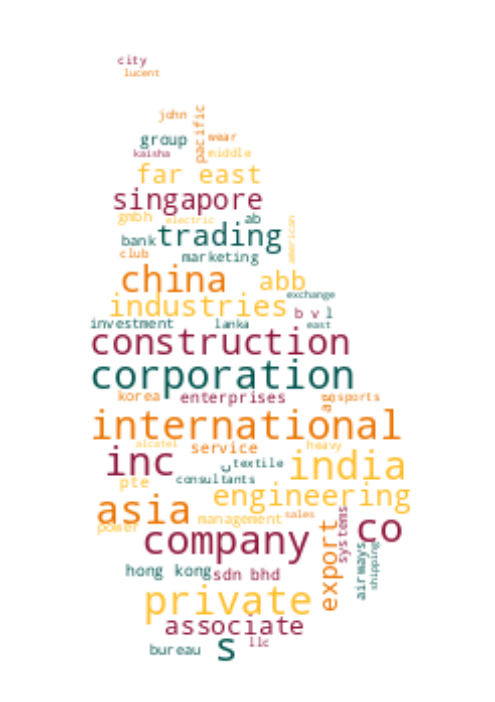 city
lucent
john
pacific
group
wear
kaisha
middle
far east
singapore
gmbh
electric
ab
american
bank
trading
club
marketing
china
abb
exchange
industries
b v l
investment
lanka
east
construction
corporation
korea
enterprises
sports
international
alcatel
service
heavy
inc
textile
india
pte
consultants
engineering
asia
management
sales
power
company
co
export
systems
airways
shipping
hong kong
sdn bhd
private
associate
bureau
s
llc